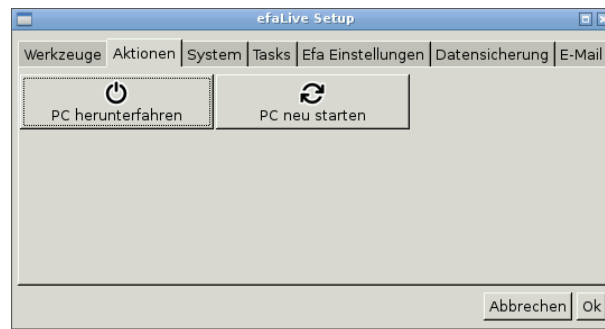 efaLive Setup
Werkzeuge Aktionen System Tasks Efa Einstellungen Datensicherung E-Mail
PC herunterfahren PC neu starten
Abbrechen Ok